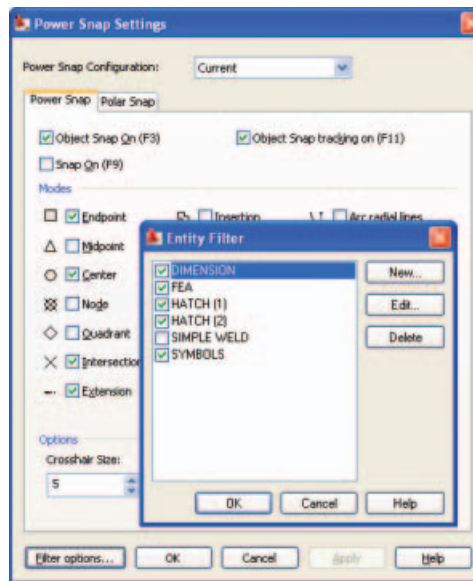 Power Snap Settings
Power Snap Configuration: Current
Power Snap Polar Snap
Object Snap On (F3) Object Snap tracking on (F11)
Snap On (F9)
Modes
Endpoint Insertion Arc radial lines
Midpoint
Center
Node
Quadrant
Intersection
Extension
Entity Filter
DIMENSION
FEA
HATCH (1)
HATCH (2)
SIMPLE WELD
SYMBOLS
New...
Edit...
Delete
OK Cancel Help
Options
Crosshair Size:
5
Filter options... OK Cancel Apply Help